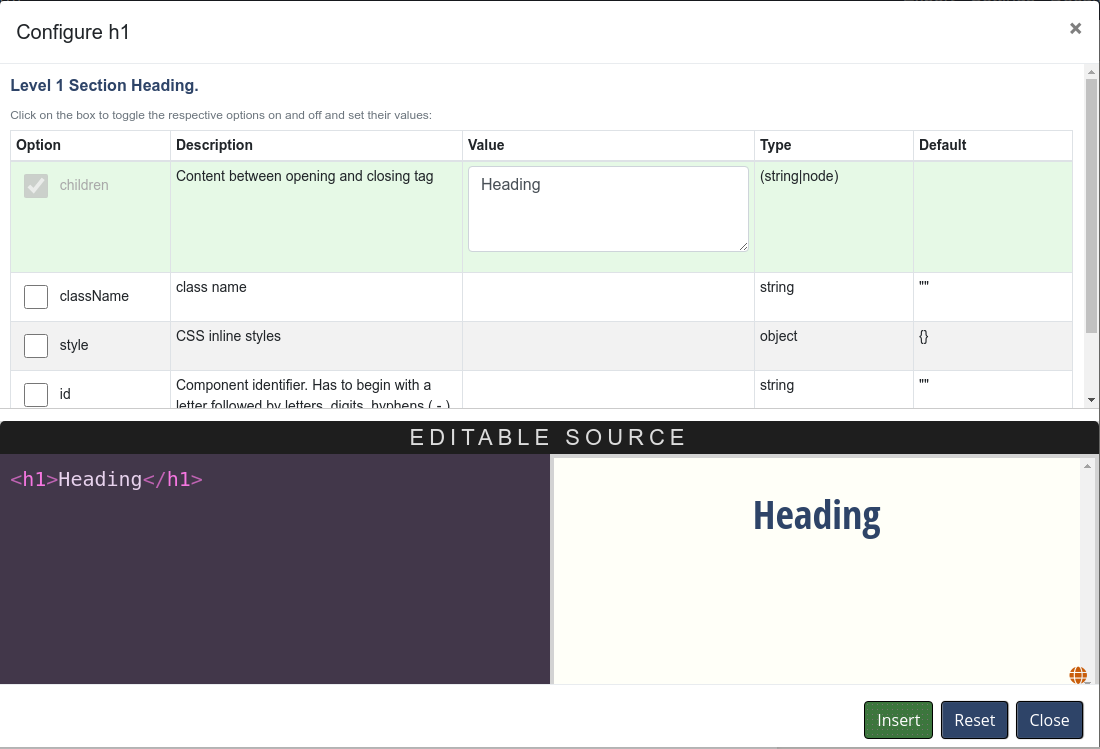 Configure h1
×
Level 1 Section Heading.
Click on the box to toggle the respective options on and off and set their values:
Option Description Value Type Default
children Content between opening and closing tag Heading (string|node)
className class name string ""
style CSS inline styles object {}
id Component identifier. Has to begin with a string ""
letter followed by letters, digits, hyphens ( - )
EDITABLE SOURCE
<h1>Heading</h1>
Heading
Insert Reset Close